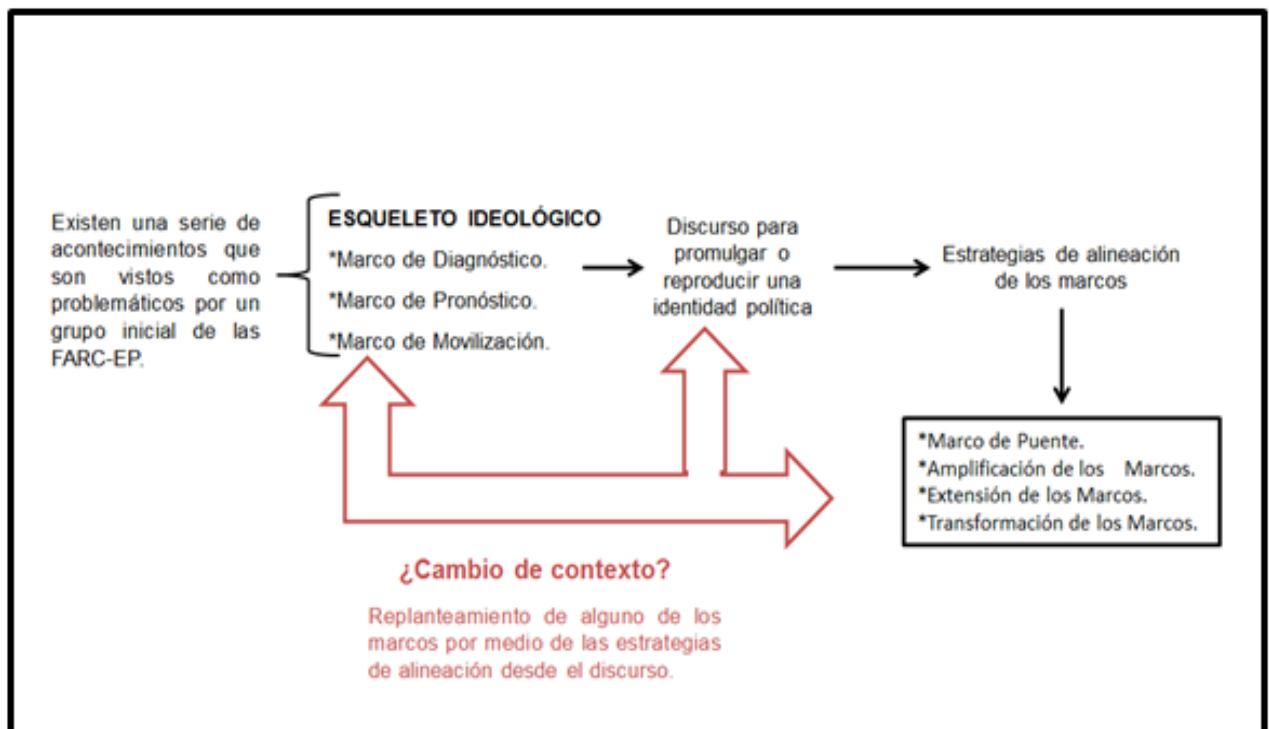 Existen una serie de
acontecimientos que
son vistos como
problemáticos por un
grupo inicial de las
FARC-EP.
ESQUELETO IDEOLÓGICO
*Marco de Diagnóstico.
*Marco de Pronóstico.
*Marco de Movilización.
Discurso para
promulgar o
reproducir una
identidad política
Estrategias de alineación
de los marcos
*Marco de Puente.
*Amplificación de los Marcos.
*Extensión de los Marcos.
*Transformación de los Marcos.
¿Cambio de contexto?
Replanteamiento de alguno de los
marcos por medio de las estrategias
de alineación desde el discurso.